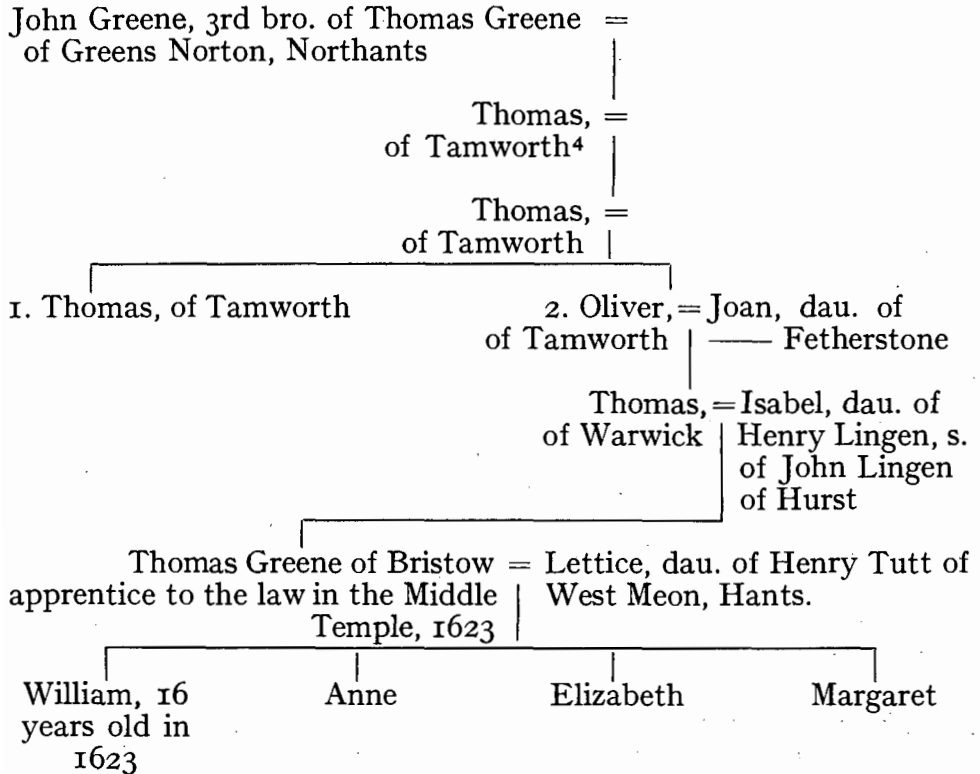 John Greene, 3rd bro. of Thomas Greene =
of Greens Norton, Northants
Thomas, =
of Tamworth⁴
Thomas, =
of Tamworth
1. Thomas, of Tamworth
2. Oliver, = Joan, dau. of
of Tamworth —— Fetherstone
Thomas, = Isabel, dau. of
of Warwick Henry Lingen, s.
of John Lingen
of Hurst
Thomas Greene of Bristow = Lettice, dau. of Henry Tutt of
apprentice to the law in the Middle West Meon, Hants.
Temple, 1623
William, 16 Anne Elizabeth Margaret
years old in
1623